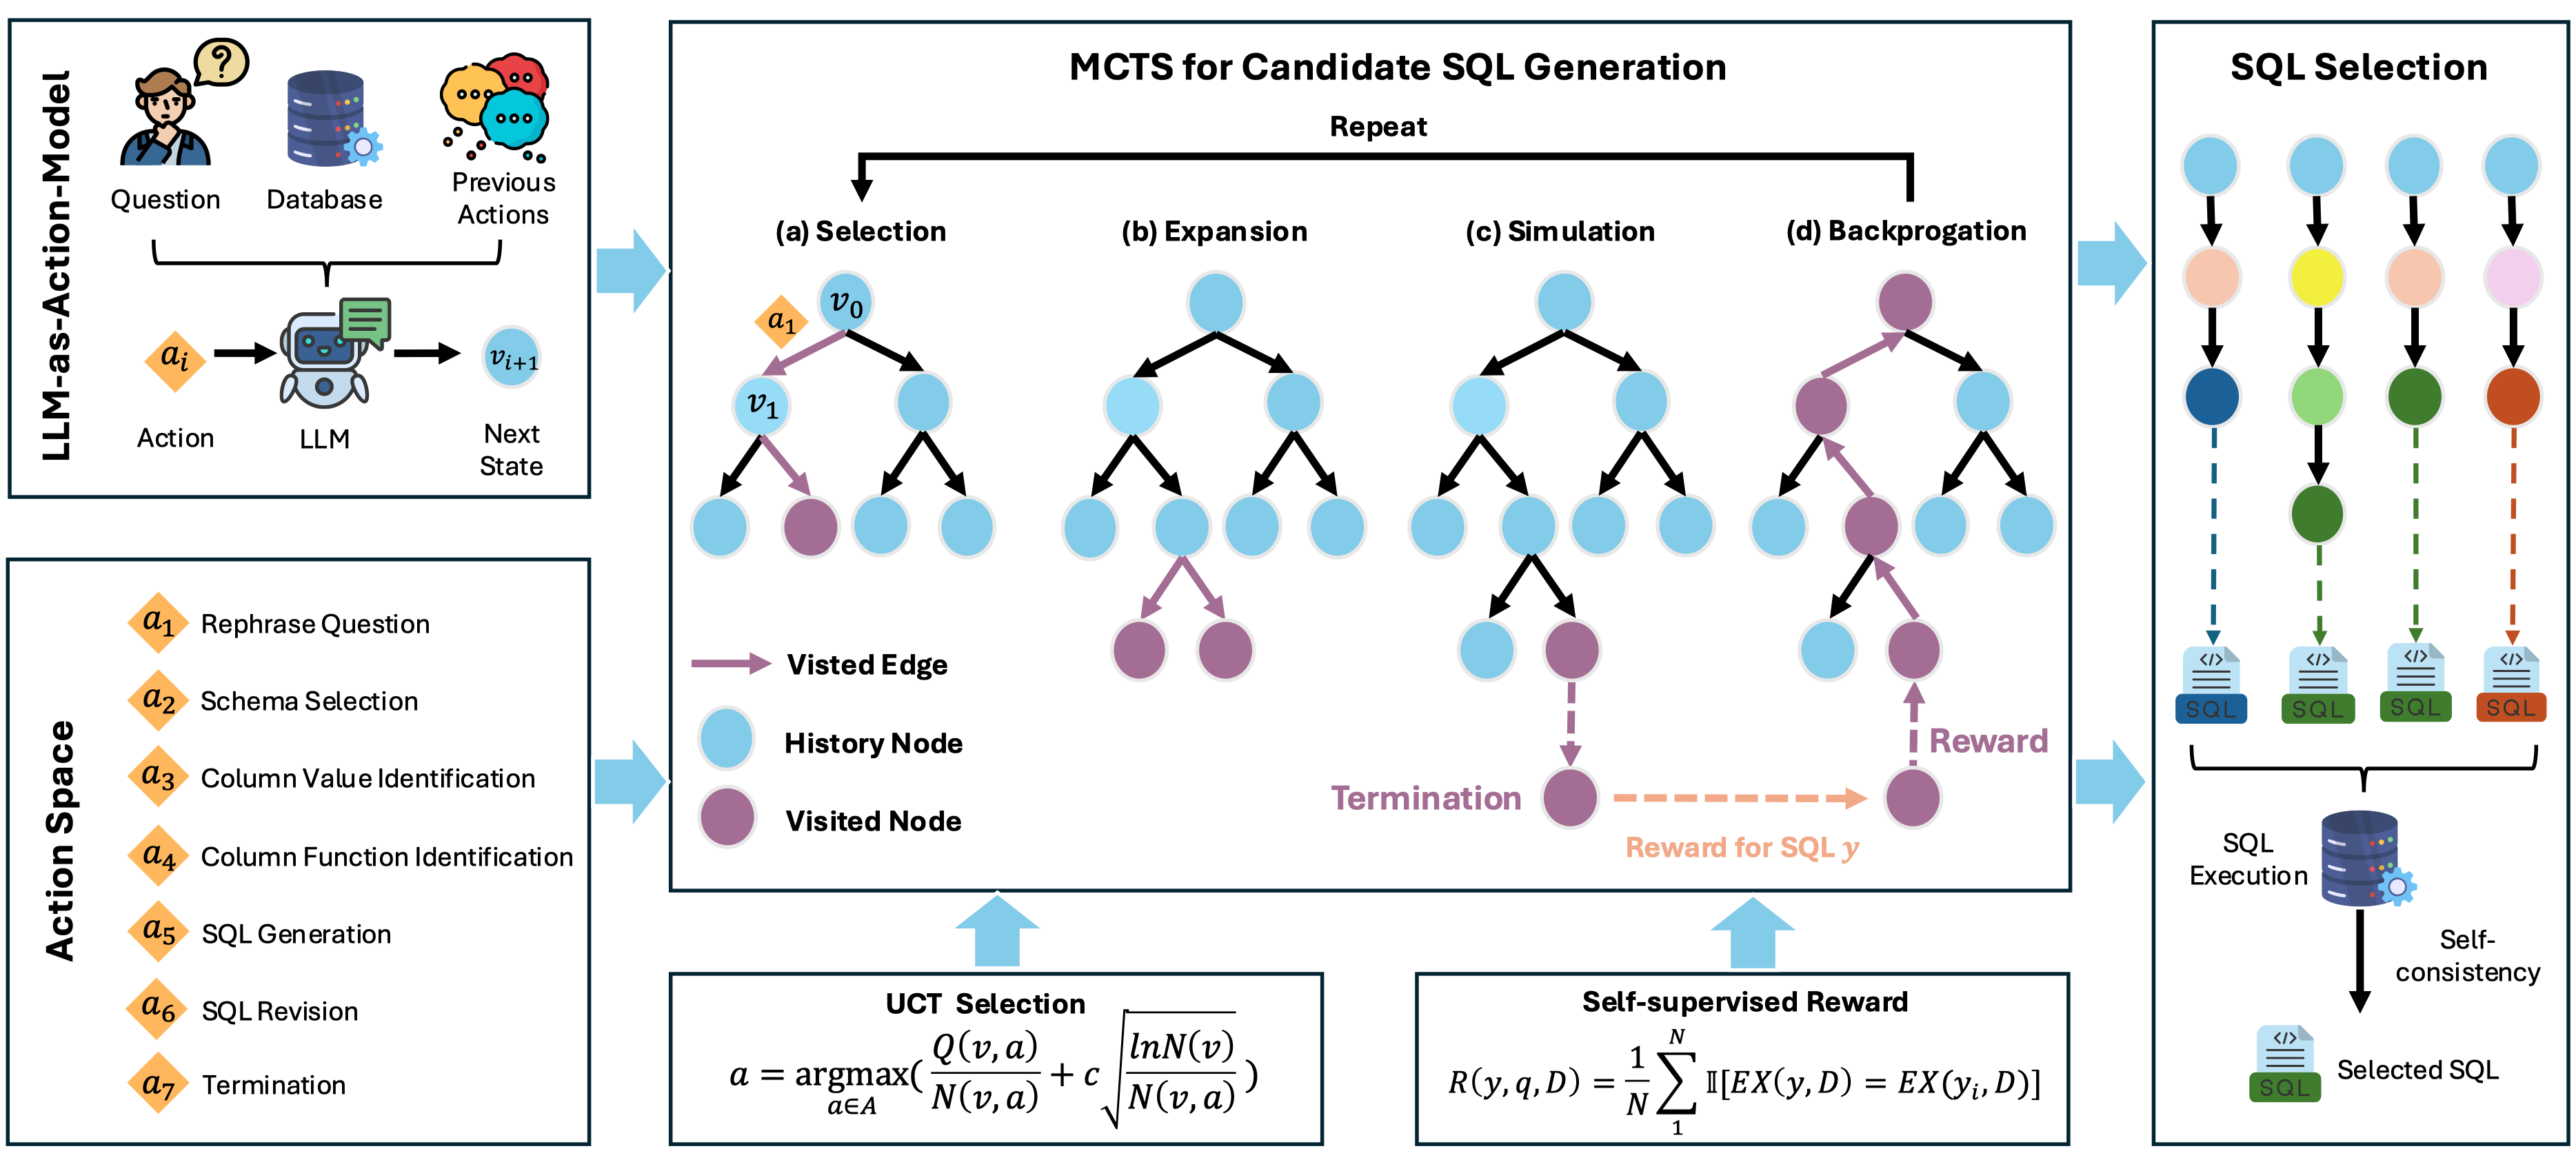 LLM-as-Action-Model
?
Question
Database
Previous
Actions
a_i
v_{i+1}
Action
LLM
Next
State
Action Space
a_1 Rephrase Question
a_2 Schema Selection
a_3 Column Value Identification
a_4 Column Function Identification
a_5 SQL Generation
a_6 SQL Revision
a_7 Termination
MCTS for Candidate SQL Generation
Repeat
(a) Selection
(b) Expansion
(c) Simulation
(d) Backprogation
a_1
v_0
v_1
Visted Edge
History Node
Visited Node
Termination
Reward
Reward for SQL y
UCT Selection
a = argmax_{a∈A}( Q(v,a)/N(v,a) + c√(lnN(v)/N(v,a)) )
Self-supervised Reward
R(y,q,D) = 1/N ∑_1^N 𝕀[EX(y,D) = EX(y_i,D)]
SQL Selection
</>
</>
</>
</>
SQL
SQL
SQL
SQL
SQL
Execution
Self-
consistency
</>
SQL
Selected SQL